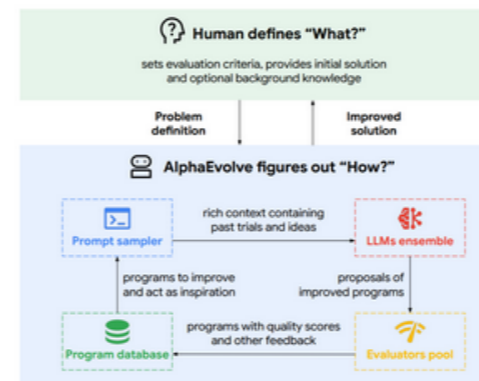 Human defines “What?”
sets evaluation criteria, provides initial solution
and optional background knowledge
Problem
definition
Improved
solution
AlphaEvolve figures out “How?”
Prompt sampler
rich context containing
past trials and ideas
LLMs ensemble
programs to improve
and act as inspiration
proposals of
improved programs
Program database
programs with quality scores
and other feedback
Evaluators pool